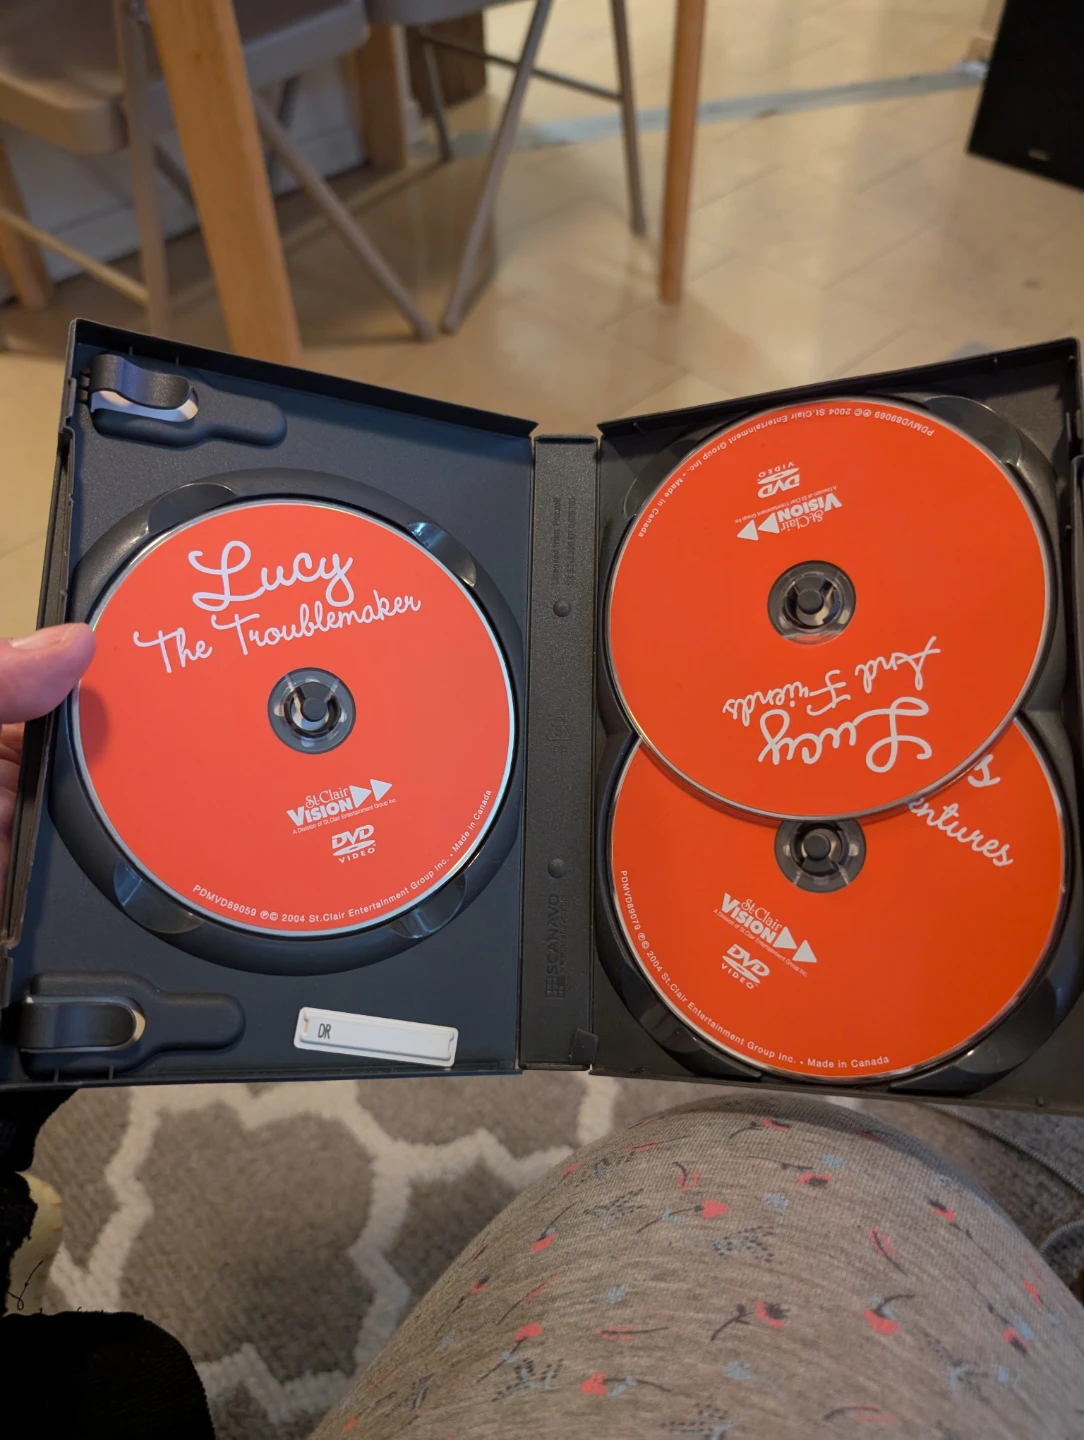 Lucy
The Troublemaker
St.Clair
VISION
A Division of St.Clair Entertainment Group Inc.
DVD
VIDEO
PDMVD89059 ℗© 2004 St.Clair Entertainment Group Inc. • Made in Canada
DR
SCANAVO
Lucy
And Friends
St.Clair
VISION
A Division of St.Clair Entertainment Group Inc.
DVD
VIDEO
PDMVD89069 ℗© 2004 St.Clair Entertainment Group Inc. • Made in Canada
entures
St.Clair
VISION
A Division of St.Clair Entertainment Group Inc.
DVD
VIDEO
PDMVD89079 ℗© 2004 St.Clair Entertainment Group Inc. • Made in Canada